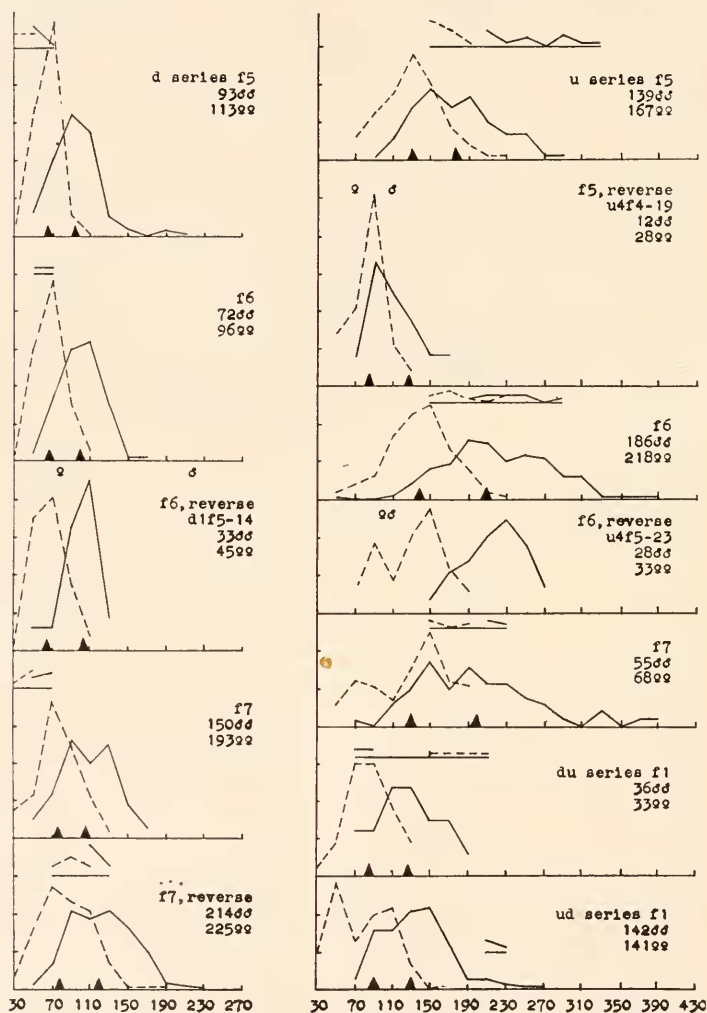 d series f5
93♂♂
113♀♀
f6
72♂♂
96♀♀
♀ ♂
f6, reverse
d1f5-14
33♂♂
45♀♀
f7
150♂♂
193♀♀
f7, reverse
214♂♂
225♀♀
30 70 110 150 190 230 270
u series f5
139♂♂
167♀♀
♀ ♂
f5, reverse
u4f4-19
12♂♂
28♀♀
f6
186♂♂
218♀♀
♀♂
f6, reverse
u4f5-23
28♂♂
33♀♀
f7
55♂♂
68♀♀
du series f1
36♂♂
33♀♀
ud series f1
142♂♂
141♀♀
30 70 110 150 190 230 270 310 350 390 430